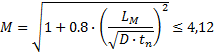 M = √(1 + 0.8 · (L_M / √(D · t_n))²) ≤ 4,12